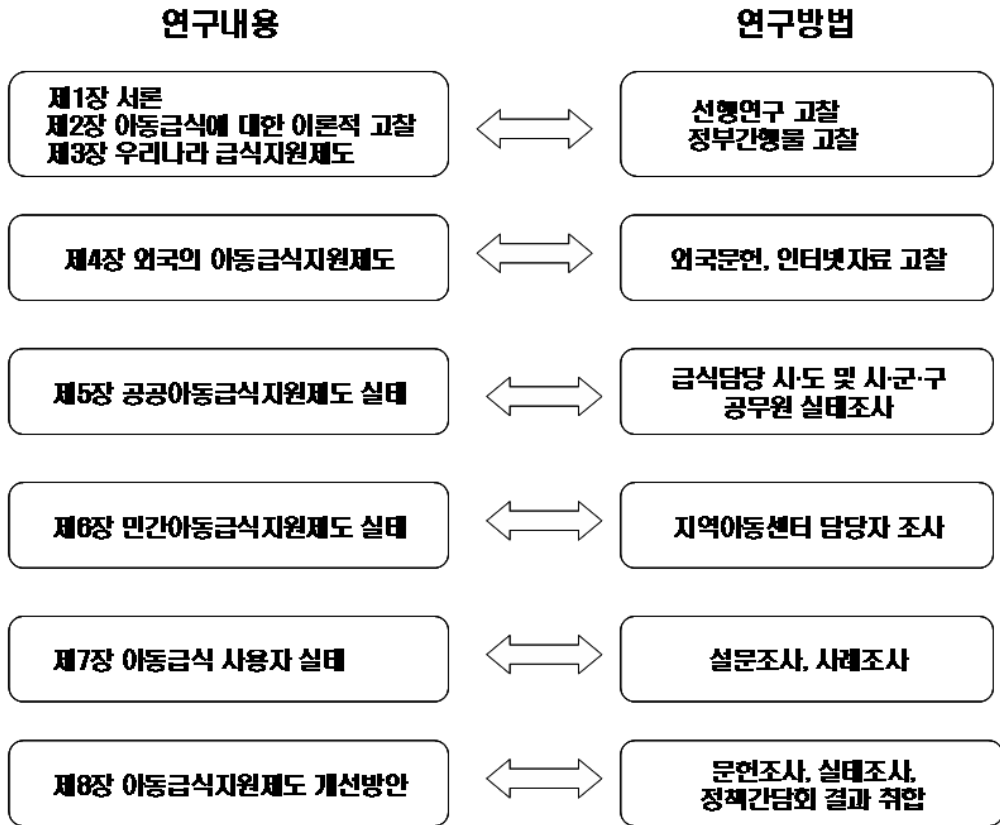 연구내용
연구방법
제1장 서론
제2장 아동급식에 대한 이론적 고찰
제3장 우리나라 급식지원제도
선행연구 고찰
정부간행물 고찰
제4장 외국의 아동급식지원제도
외국문헌, 인터넷자료 고찰
제5장 공공아동급식지원제도 실태
급식담당 시·도 및 시·군·구
공무원 실태조사
제6장 민간아동급식지원제도 실태
지역아동센터 담당자 조사
제7장 아동급식 사용자 실태
설문조사, 사례조사
제8장 아동급식지원제도 개선방안
문헌조사, 실태조사,
정책간담회 결과 취합